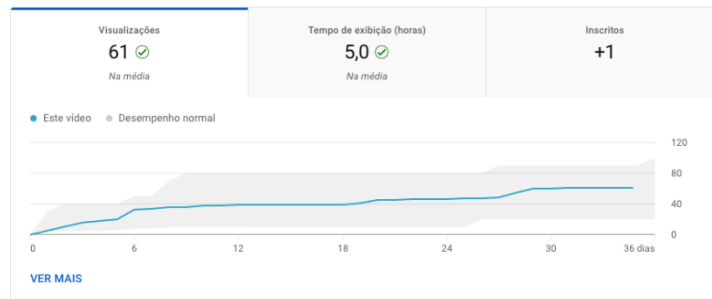 Visualizações
61
Na média
Tempo de exibição (horas)
5,0
Na média
Inscritos
+1
Este vídeo Desempenho normal
120
80
40
0
0 6 12 18 24 30 36 dias
VER MAIS